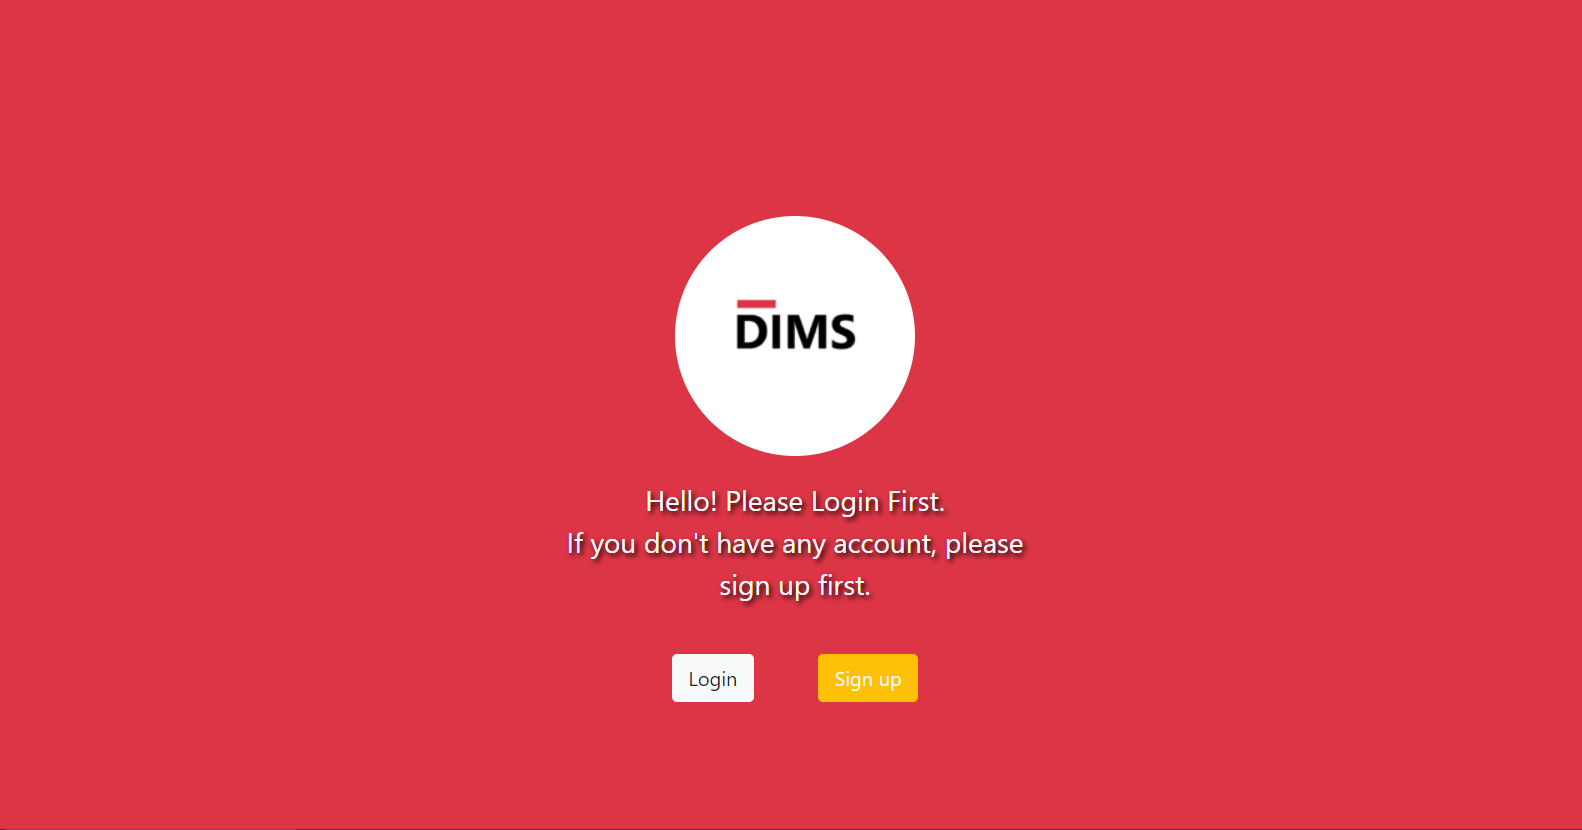 DIMS
Hello! Please Login First.
If you don't have any account, please
sign up first.
Login
Sign up